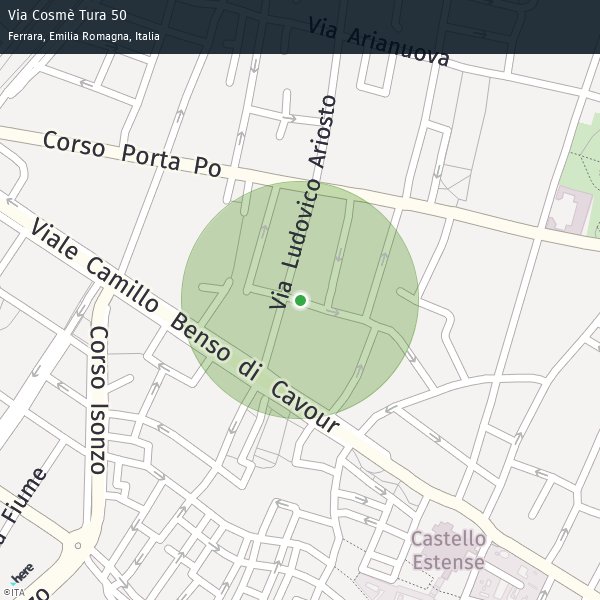 Via Cosmè Tura 50
Ferrara, Emilia Romagna, Italia
Via Arianuova
Corso Porta Po
Via Ludovico Ariosto
Viale Camillo Benso di Cavour
Corso Isonzo
Fiume
Castello
Estense
here
©ITA